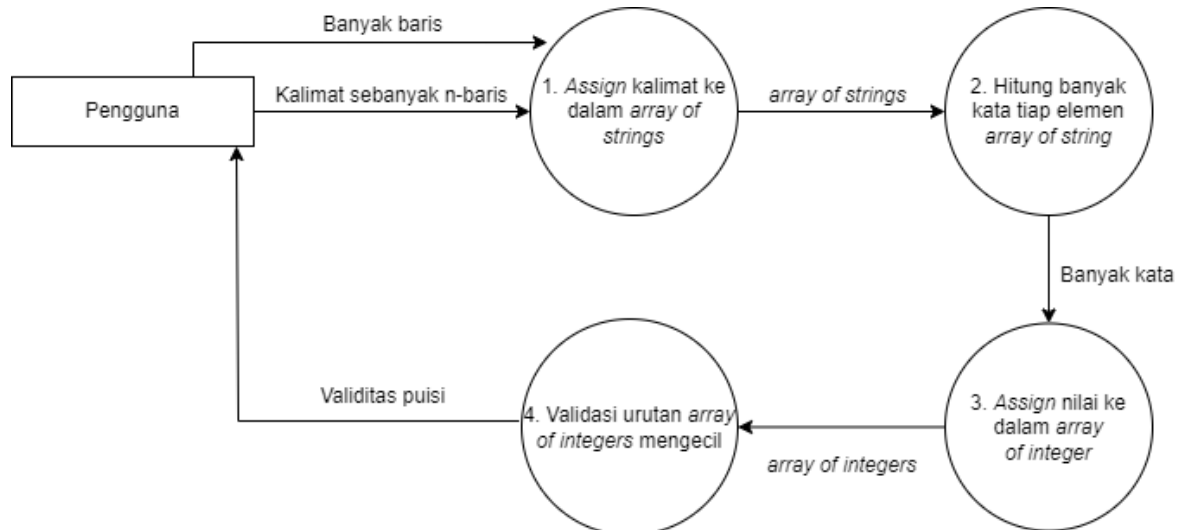 Banyak baris
Pengguna
Kalimat sebanyak n-baris
1. Assign kalimat ke
dalam array of
strings
array of strings
2. Hitung banyak
kata tiap elemen
array of string
Banyak kata
3. Assign nilai ke
dalam array
of integer
array of integers
4. Validasi urutan array
of integers mengecil
Validitas puisi